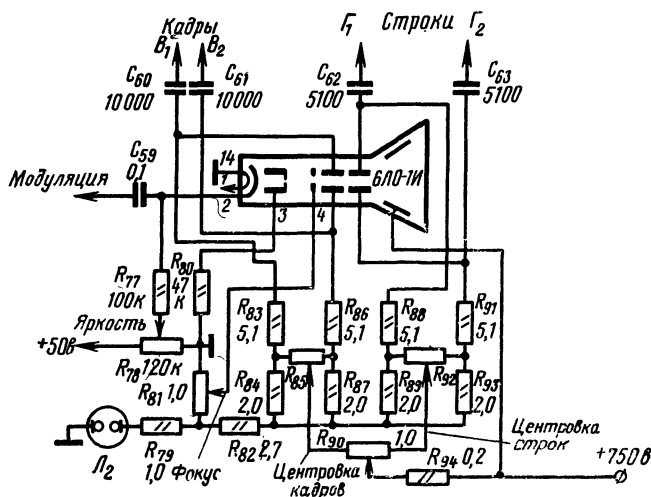 Кадры
В1 В2
Г1 Строки Г2
С60
10000
С61
10000
С62
5100
С63
5100
С59
0,1
Модуляция
14
1
2
3
4
6ЛО-1И
R77
100к
R80
47
к
R83
5,1
R86
5,1
R88
5,1
R91
5,1
Яркость
+50в
R78 120к
R81 1,0
R84
2,0
R85
R87
2,0
R89
2,0
R92
R93
2,0
Л2
R79
1,0
Фокус
R82 2,7
R90
1,0
Центровка
строк
Центровка
кадров
R94 0,2
+750в